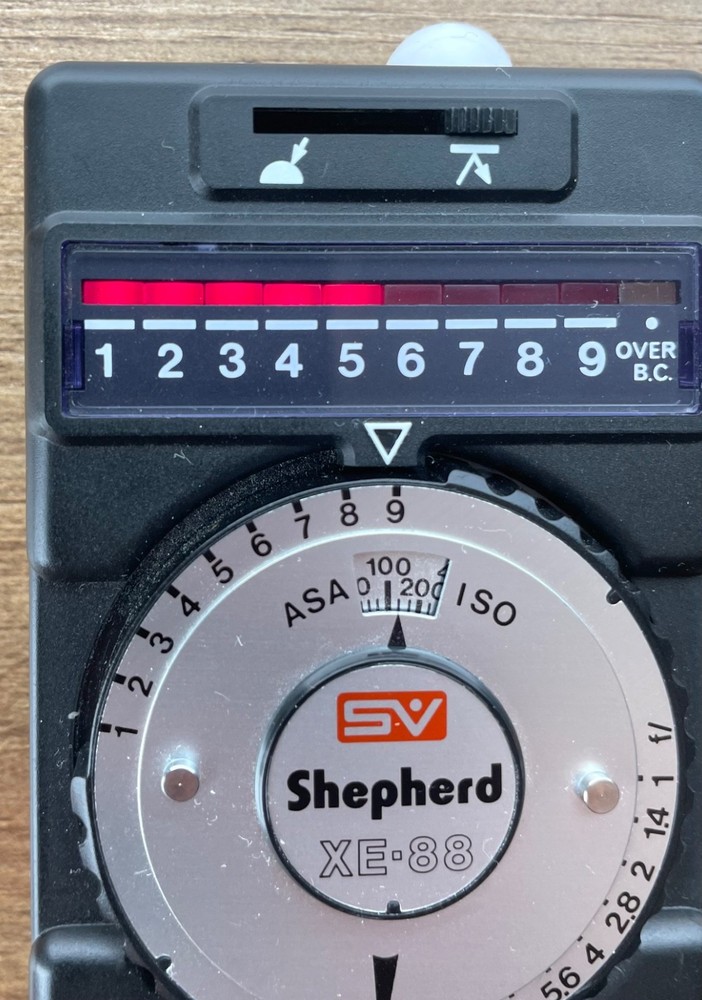 1 2 3 4 5 6 7 8 9 OVER B.C.
1 2 3 4 5 6 7 8 9
100
0 200
ASA ISO
SV
Shepherd
XE-88
f/ 1 1.4 2 2.8 4 5.6